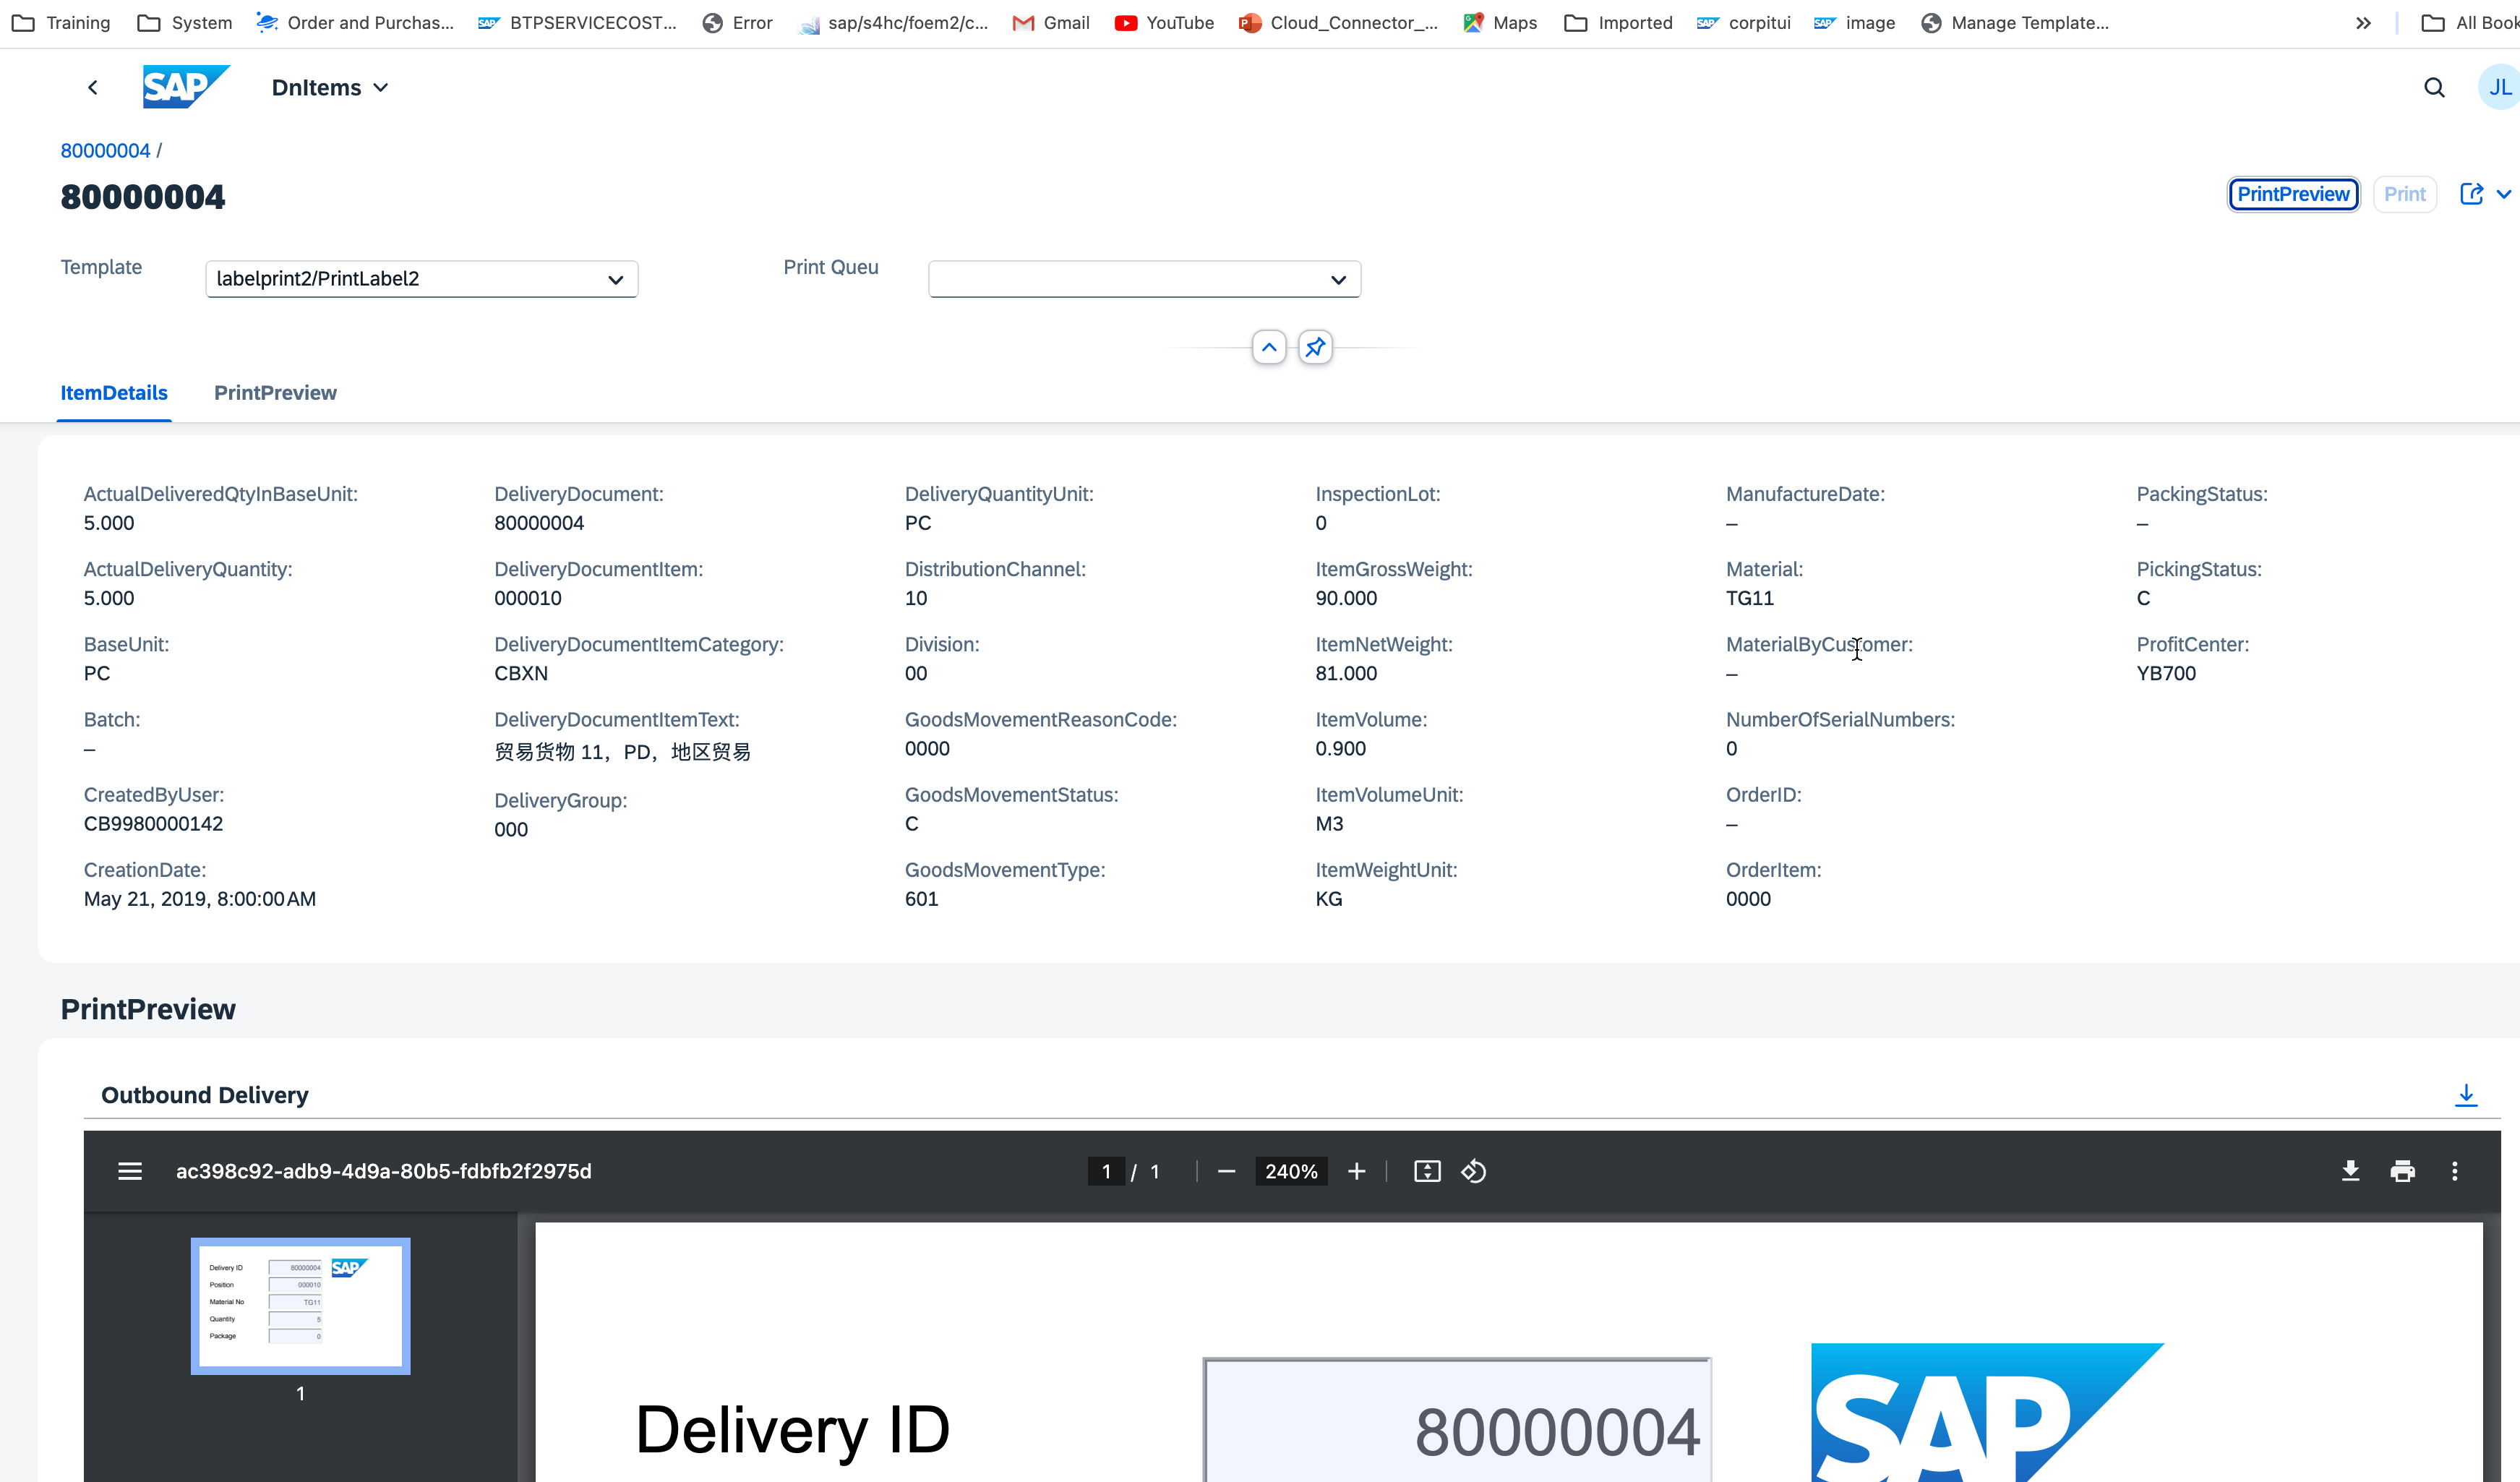 Training System Order and Purchas... BTPSERVICECOST... Error sap/s4hc/foem2/c... Gmail YouTube Cloud_Connector_... Maps Imported corpitui image Manage Template... » All Book
SAP DnItems JL
80000004 /
80000004 PrintPreview Print
Template labelprint2/PrintLabel2 Print Queu
ItemDetails PrintPreview
ActualDeliveredQtyInBaseUnit: DeliveryDocument: DeliveryQuantityUnit: InspectionLot: ManufactureDate: PackingStatus:
5.000 80000004 PC 0 – –
ActualDeliveryQuantity: DeliveryDocumentItem: DistributionChannel: ItemGrossWeight: Material: PickingStatus:
5.000 000010 10 90.000 TG11 C
BaseUnit: DeliveryDocumentItemCategory: Division: ItemNetWeight: MaterialByCustomer: ProfitCenter:
PC CBXN 00 81.000 – YB700
Batch: DeliveryDocumentItemText: GoodsMovementReasonCode: ItemVolume: NumberOfSerialNumbers:
– 贸易货物 11，PD，地区贸易 0000 0.900 0
CreatedByUser: DeliveryGroup: GoodsMovementStatus: ItemVolumeUnit: OrderID:
CB9980000142 000 C M3 –
CreationDate: GoodsMovementType: ItemWeightUnit: OrderItem:
May 21, 2019, 8:00:00 AM 601 KG 0000
PrintPreview
Outbound Delivery
ac398c92-adb9-4d9a-80b5-fdbfb2f2975d 1 / 1 240%
Delivery ID 80000004 SAP
Position 000010
Material No TG11
Quantity 5
Package 0
1
Delivery ID 80000004 SAP